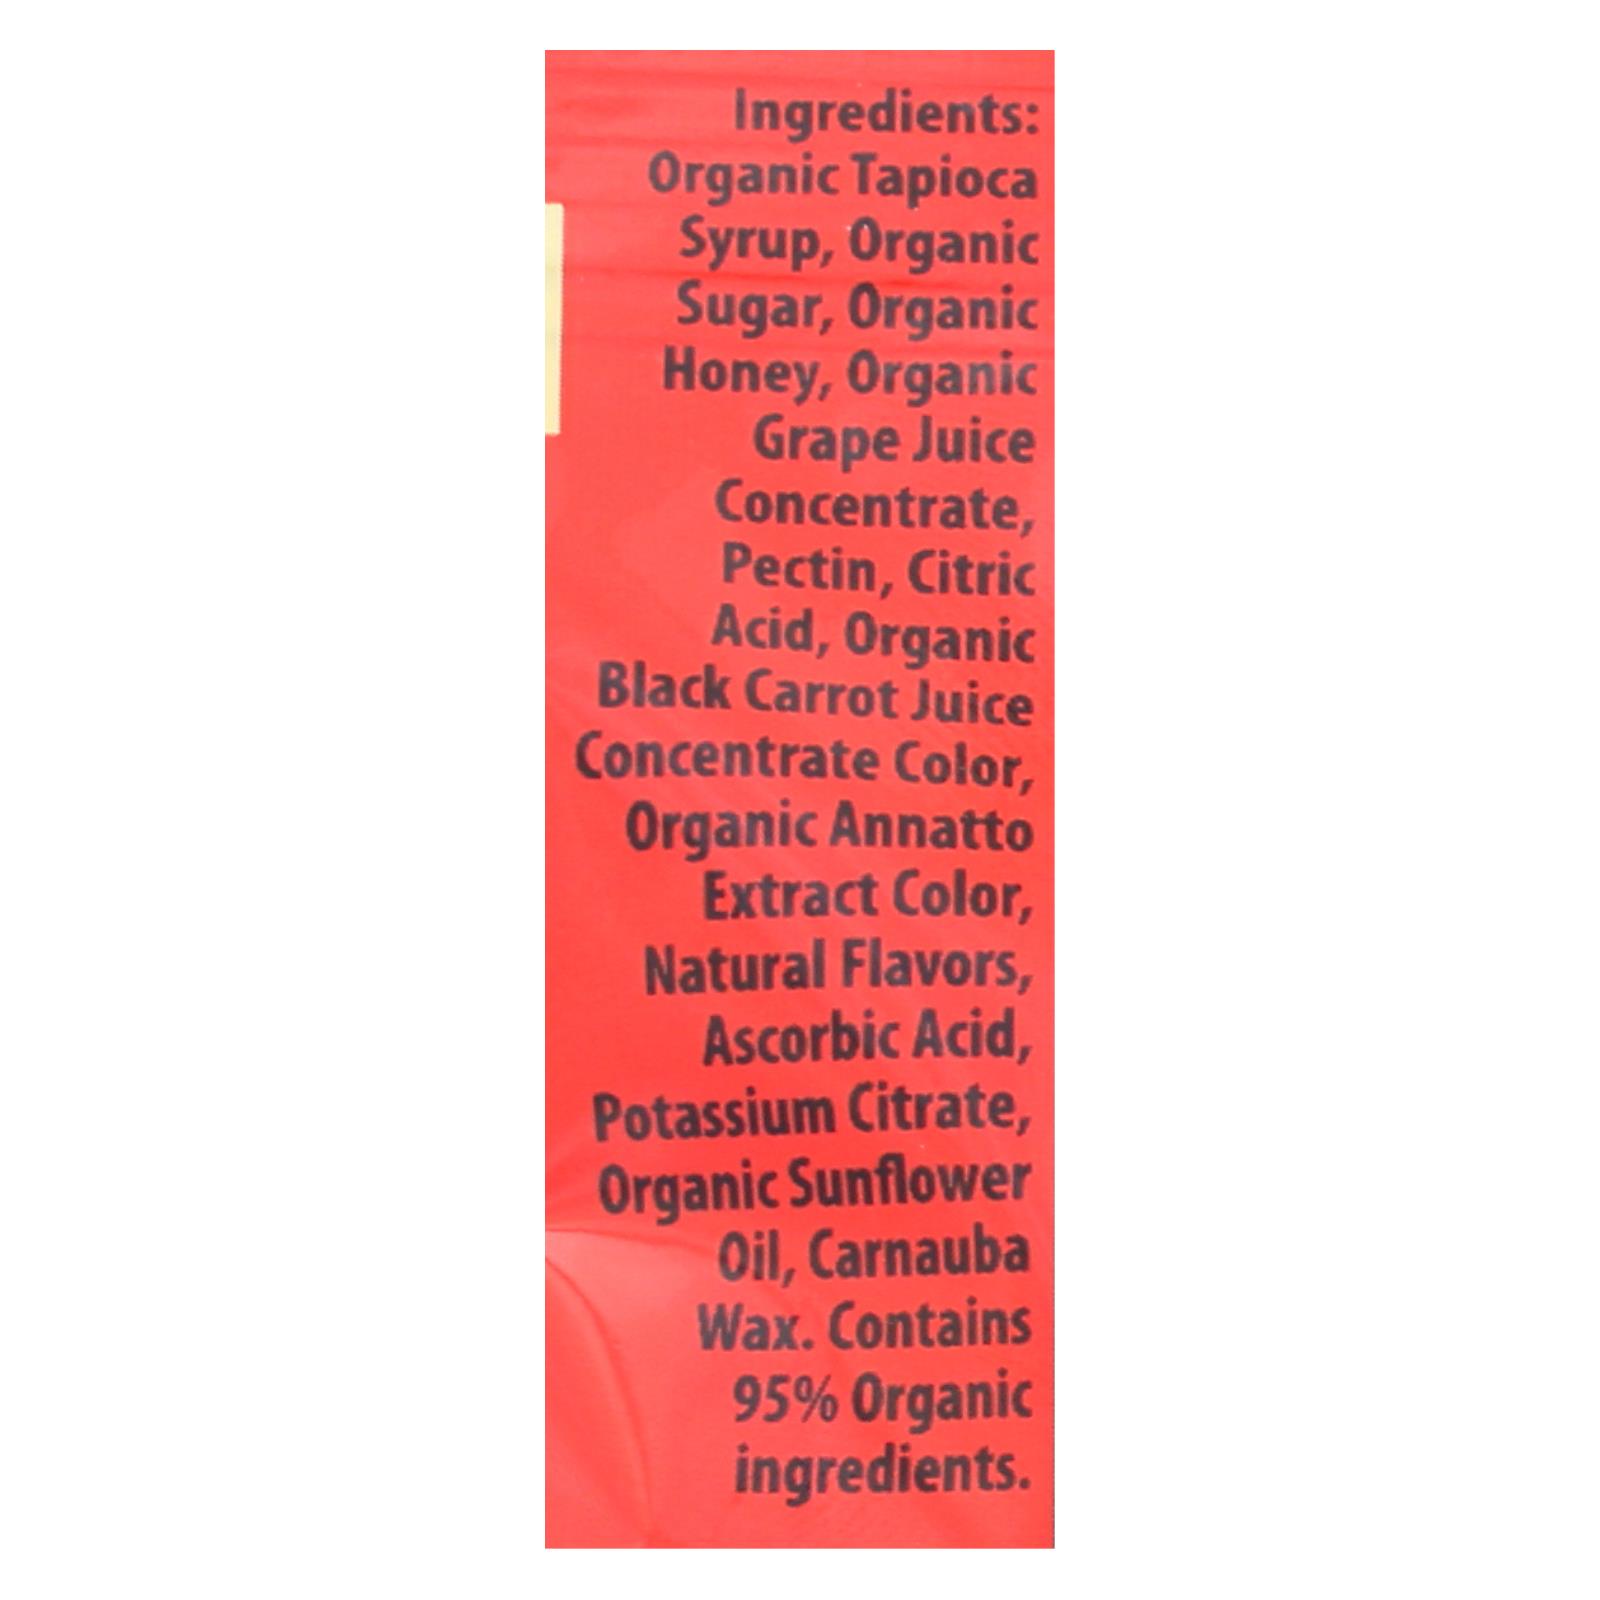 Ingredients:
Organic Tapioca
Syrup, Organic
Sugar, Organic
Honey, Organic
Grape Juice
Concentrate,
Pectin, Citric
Acid, Organic
Black Carrot Juice
Concentrate Color,
Organic Annatto
Extract Color,
Natural Flavors,
Ascorbic Acid,
Potassium Citrate,
Organic Sunflower
Oil, Carnauba
Wax. Contains
95% Organic
ingredients.